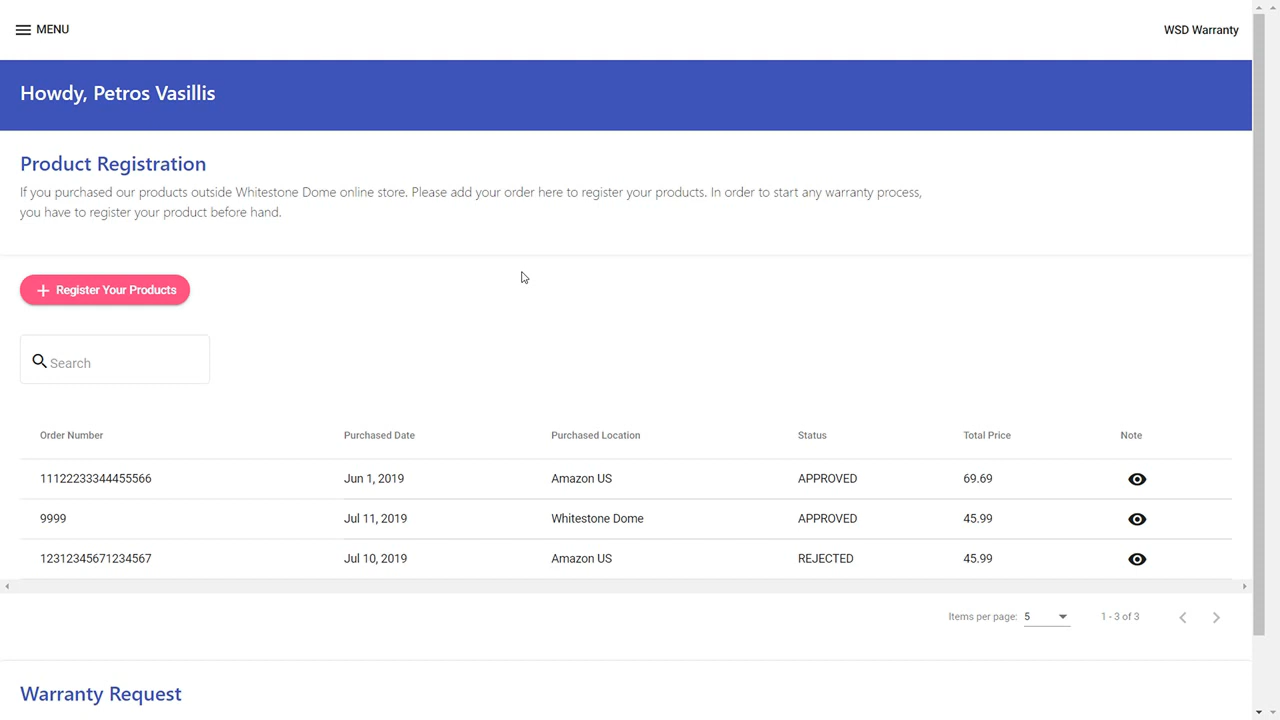 MENU
WSD Warranty
Howdy, Petros Vasillis
Product Registration
If you purchased our products outside Whitestone Dome online store. Please add your order here to register your products. In order to start any warranty process,
you have to register your product before hand.
Register Your Products
Search
Order Number Purchased Date Purchased Location Status Total Price Note
11122233344455566 Jun 1, 2019 Amazon US APPROVED 69.69
9999 Jul 11, 2019 Whitestone Dome APPROVED 45.99
12312345671234567 Jul 10, 2019 Amazon US REJECTED 45.99
Items per page: 5 1 - 3 of 3
Warranty Request